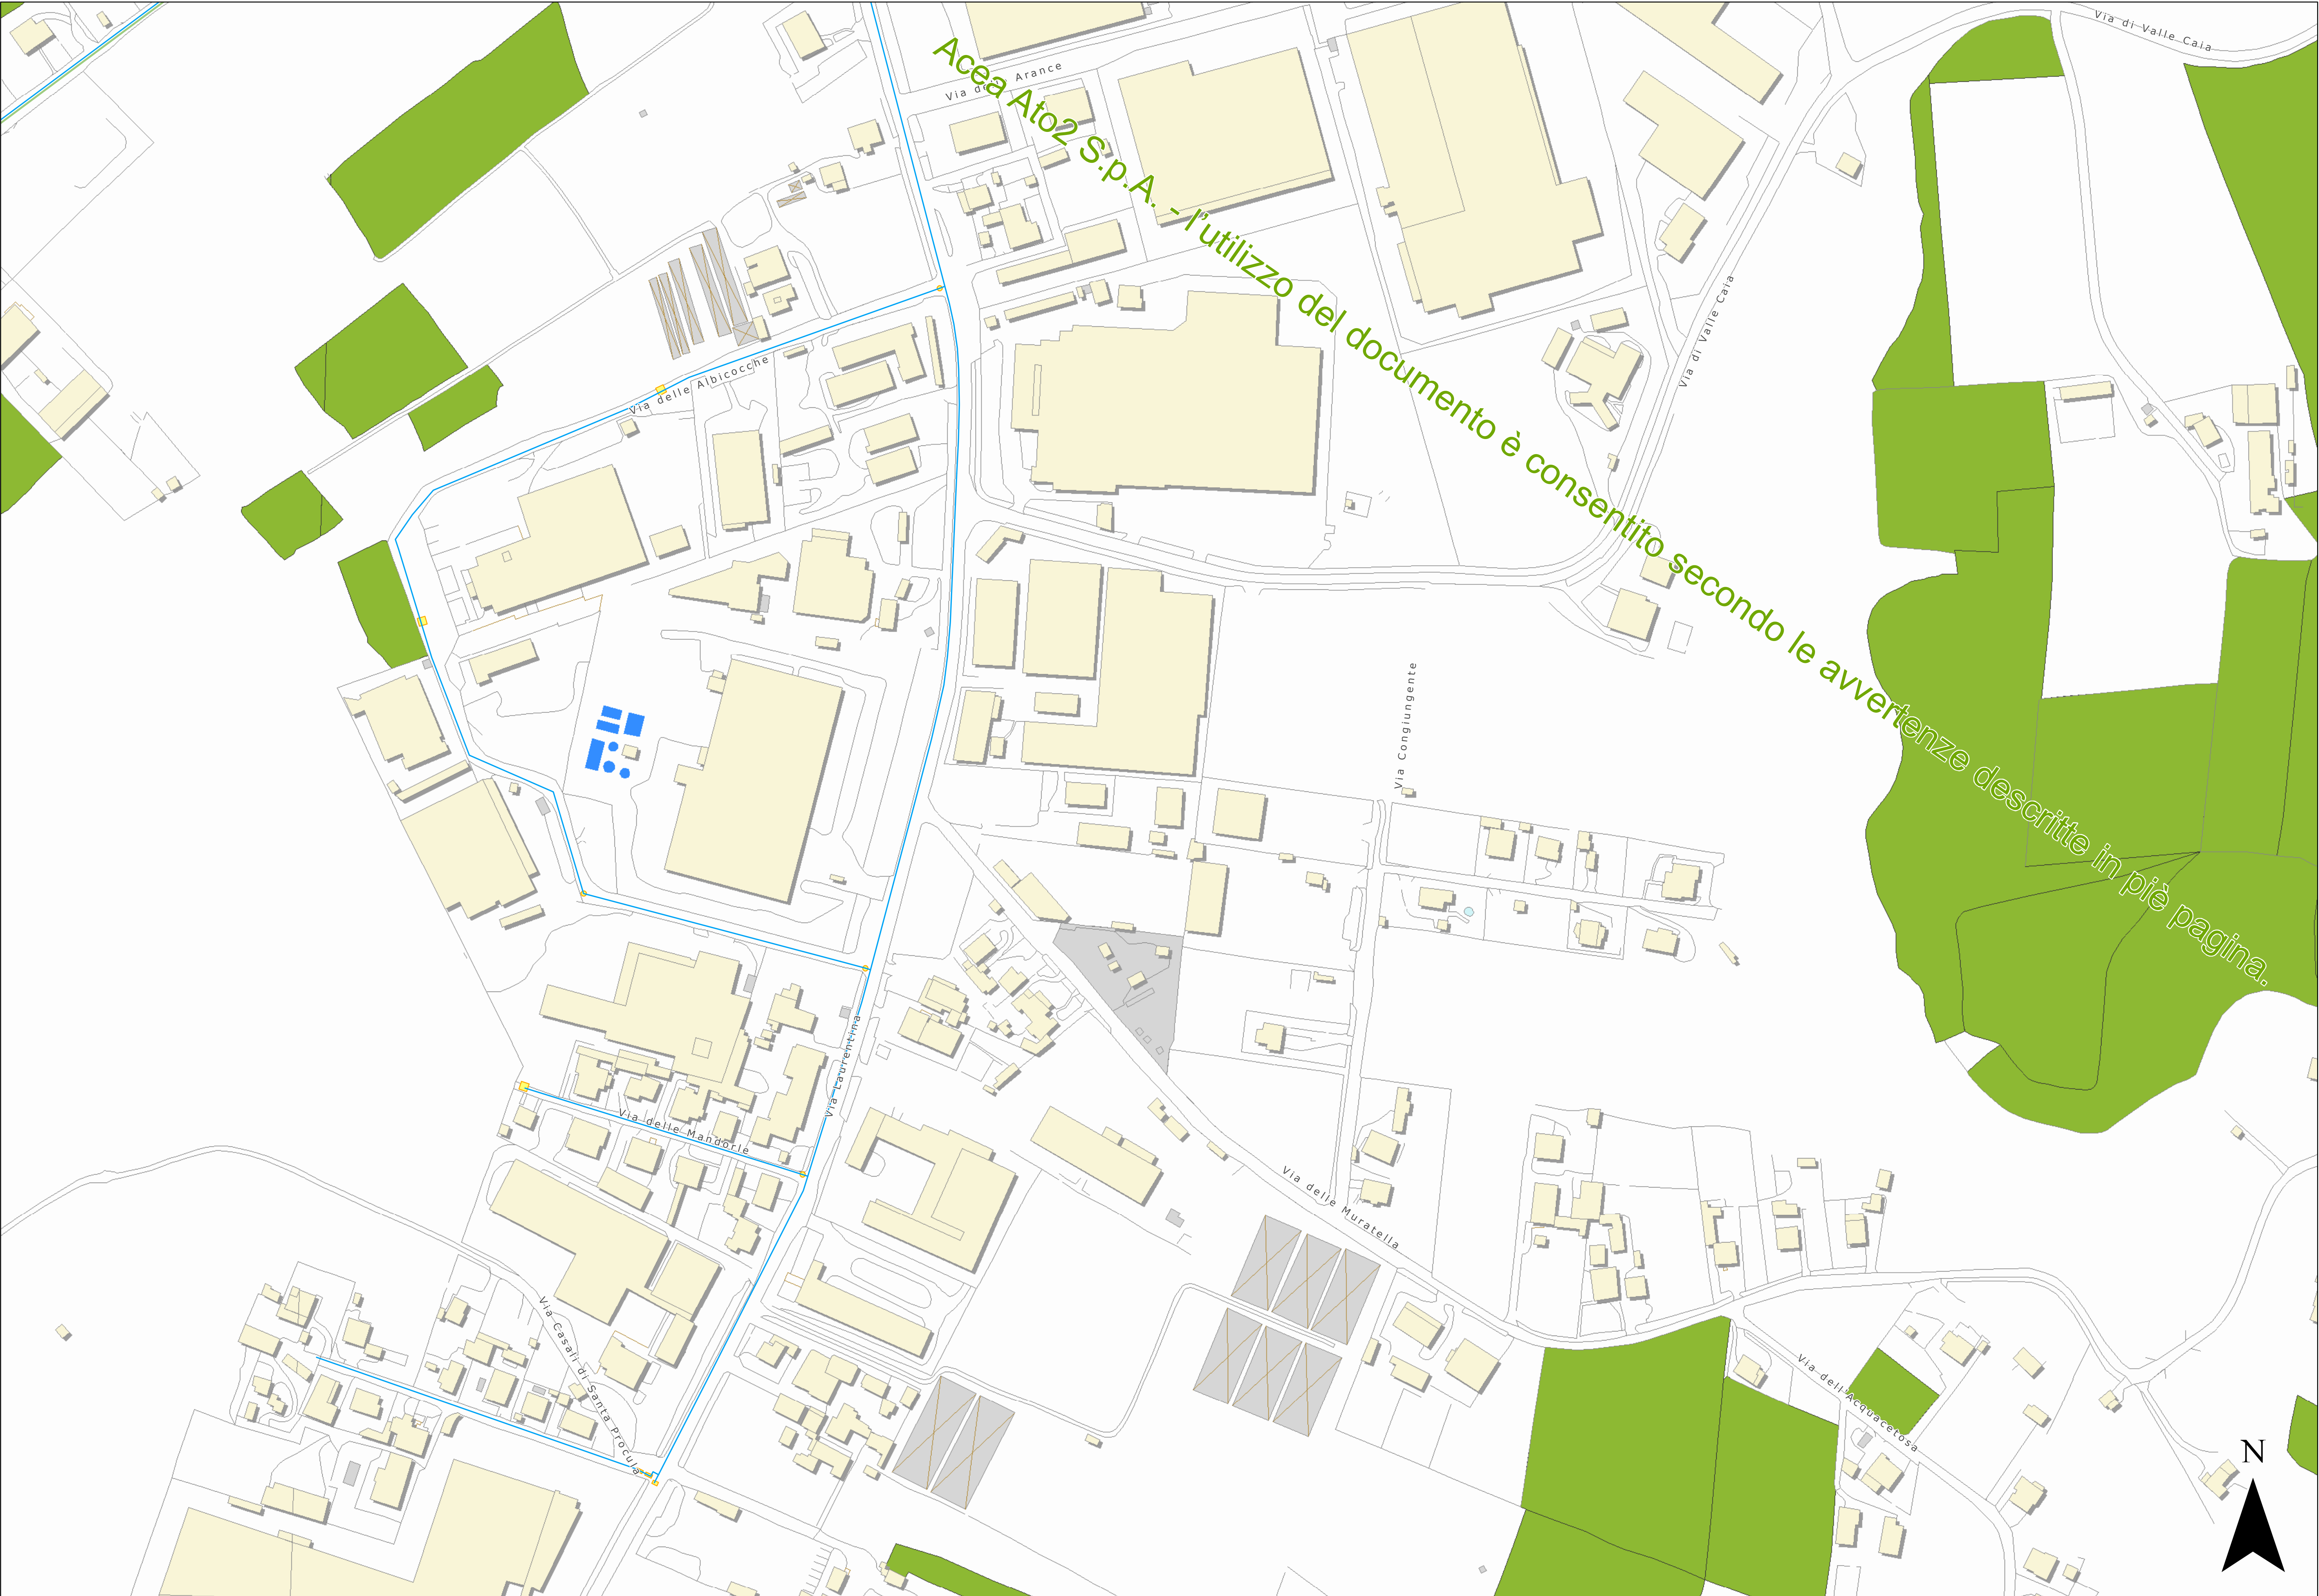 Via di Valle Caia
Via delle Arance
Acea Ato2 S.p.A. - l'utilizzo del documento è consentito secondo le avvertenze descritte in piè pagina.
Via di Valle Caia
Via delle Albicocche
Via Congiungente
Via Laurentina
Via delle Mandorle
Via delle Muratella
Via Casali di Santa Procula
Via dell'Acquacetosa
N